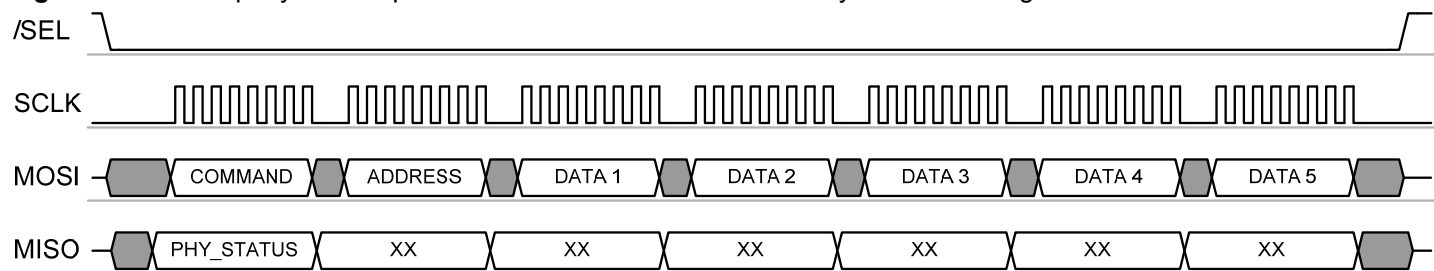 /SEL
SCLK
MOSI COMMAND ADDRESS DATA 1 DATA 2 DATA 3 DATA 4 DATA 5
MISO PHY_STATUS XX XX XX XX XX XX